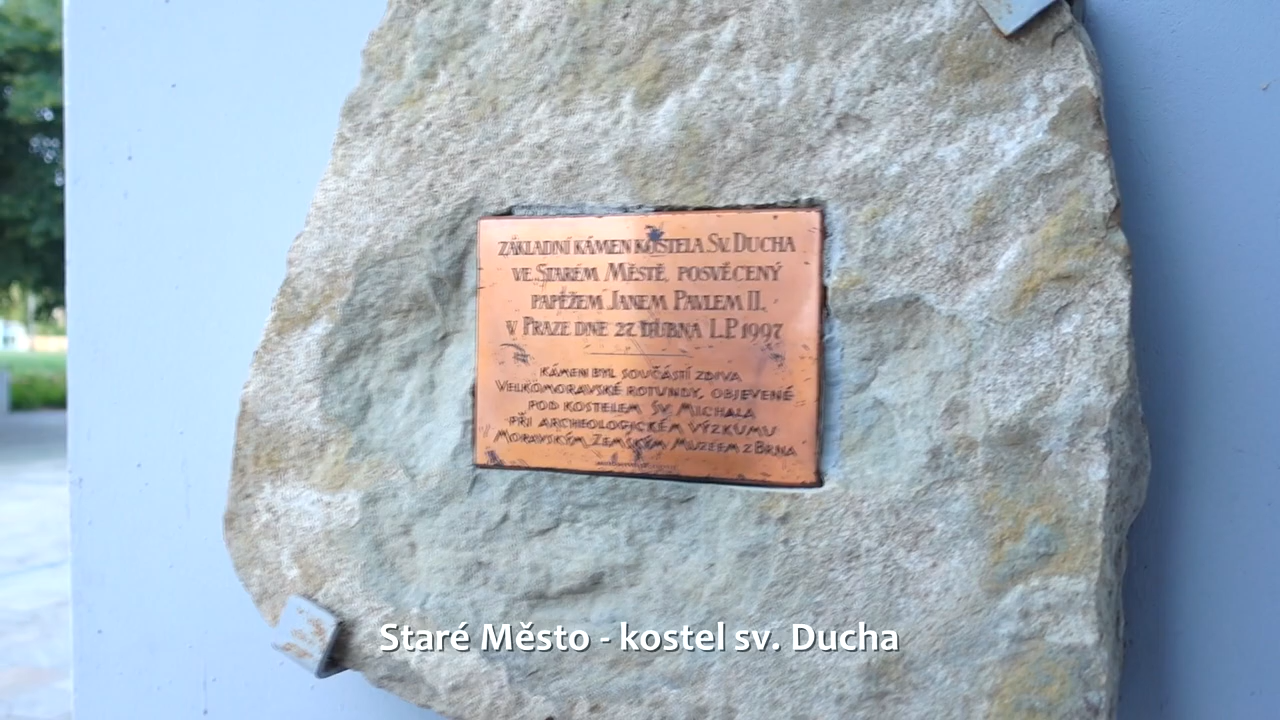 ZÁKLADNÍ KÁMEN KOSTELA SV. DUCHA
VE STARÉM MĚSTĚ, POSVĚCENÝ
PAPEŽEM JANEM PAVLEM II.
V PRAZE DNE 27. DUBNA L.P. 1997
KÁMEN BYL SOUČÁSTÍ ZDIVA
VELKOMORAVSKÉ ROTUNDY, OBJEVENÉ
POD KOSTELEM SV. MICHALA
PŘI ARCHEOLOGICKÉM VÝZKUMU
MORAVSKÝM ZEMSKÝM MUZEEM Z BRNA
Staré Město - kostel sv. Ducha